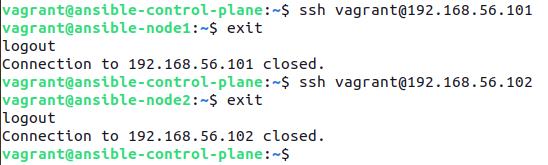 vagrant@ansible-control-plane:~$ ssh vagrant@192.168.56.101
vagrant@ansible-node1:~$ exit
logout
Connection to 192.168.56.101 closed.
vagrant@ansible-control-plane:~$ ssh vagrant@192.168.56.102
vagrant@ansible-node2:~$ exit
logout
Connection to 192.168.56.102 closed.
vagrant@ansible-control-plane:~$